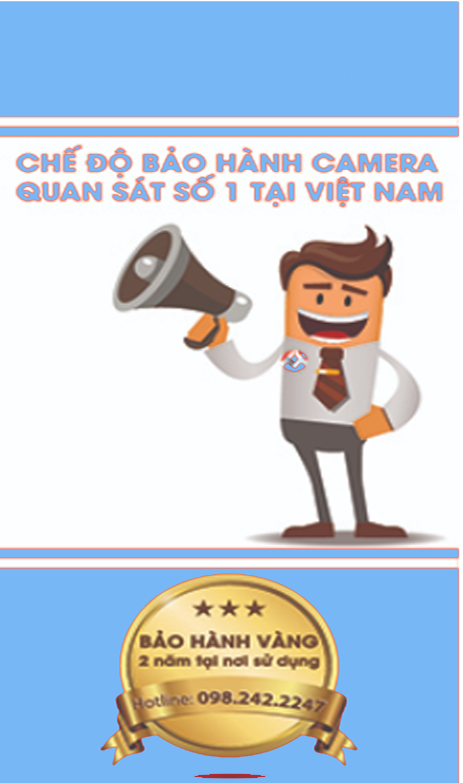 CHẾ ĐỘ BẢO HÀNH CAMERA
QUAN SÁT SỐ 1 TẠI VIỆT NAM
BẢO HÀNH VÀNG
2 năm tại nơi sử dụng
Hotline: 098.242.2247